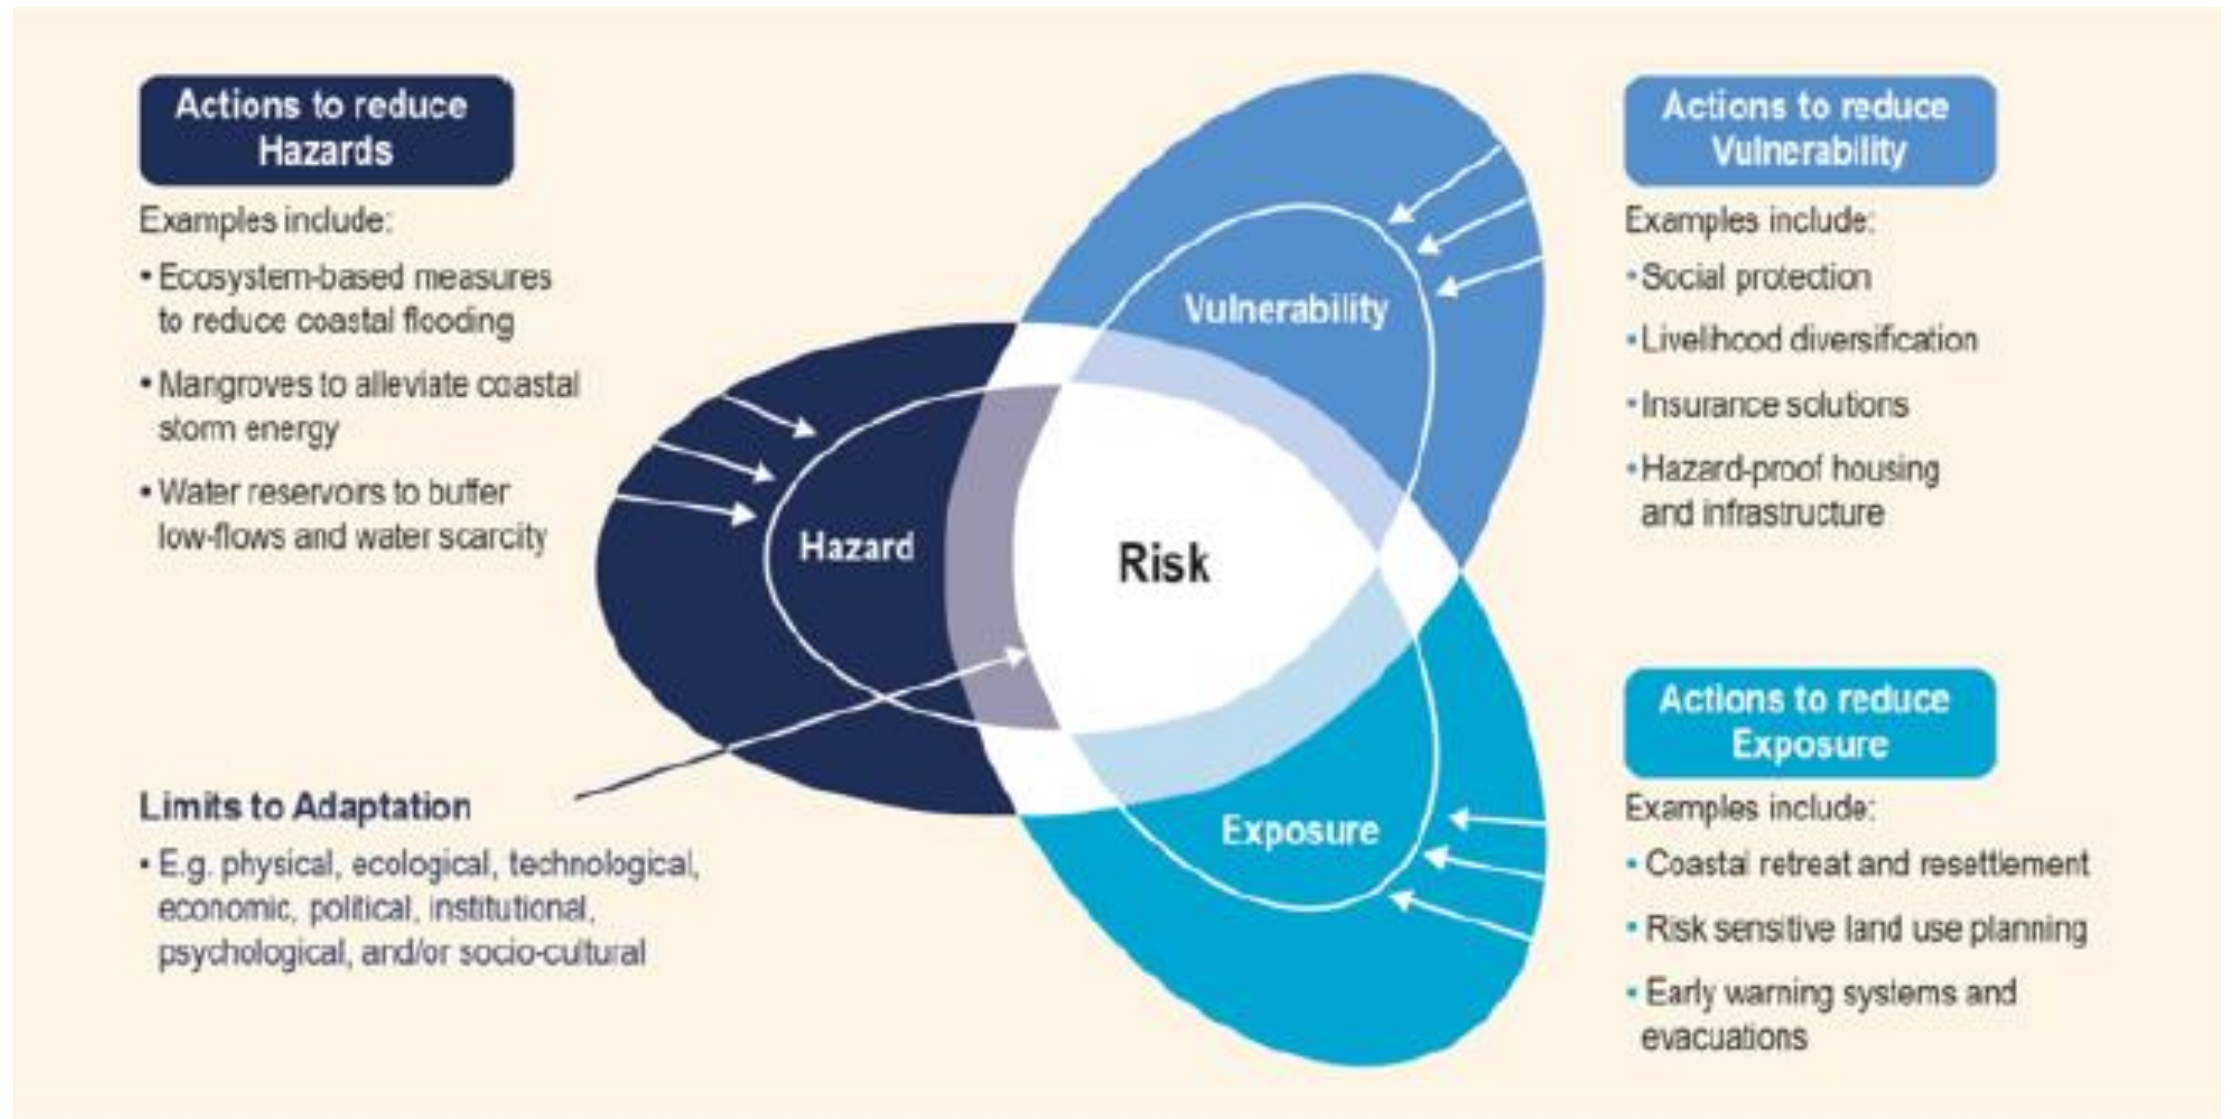 Actions to reduce
Hazards
Examples include:
• Ecosystem-based measures
to reduce coastal flooding
• Mangroves to alleviate coastal
storm energy
• Water reservoirs to buffer
low-flows and water scarcity
Limits to Adaptation
• E.g. physical, ecological, technological,
economic, political, institutional,
psychological, and/or socio-cultural
Vulnerability
Hazard
Risk
Exposure
Actions to reduce
Vulnerability
Examples include:
• Social protection
• Livelihood diversification
• Insurance solutions
• Hazard-proof housing
and infrastructure
Actions to reduce
Exposure
Examples include:
• Coastal retreat and resettlement
• Risk sensitive land use planning
• Early warning systems and
evacuations